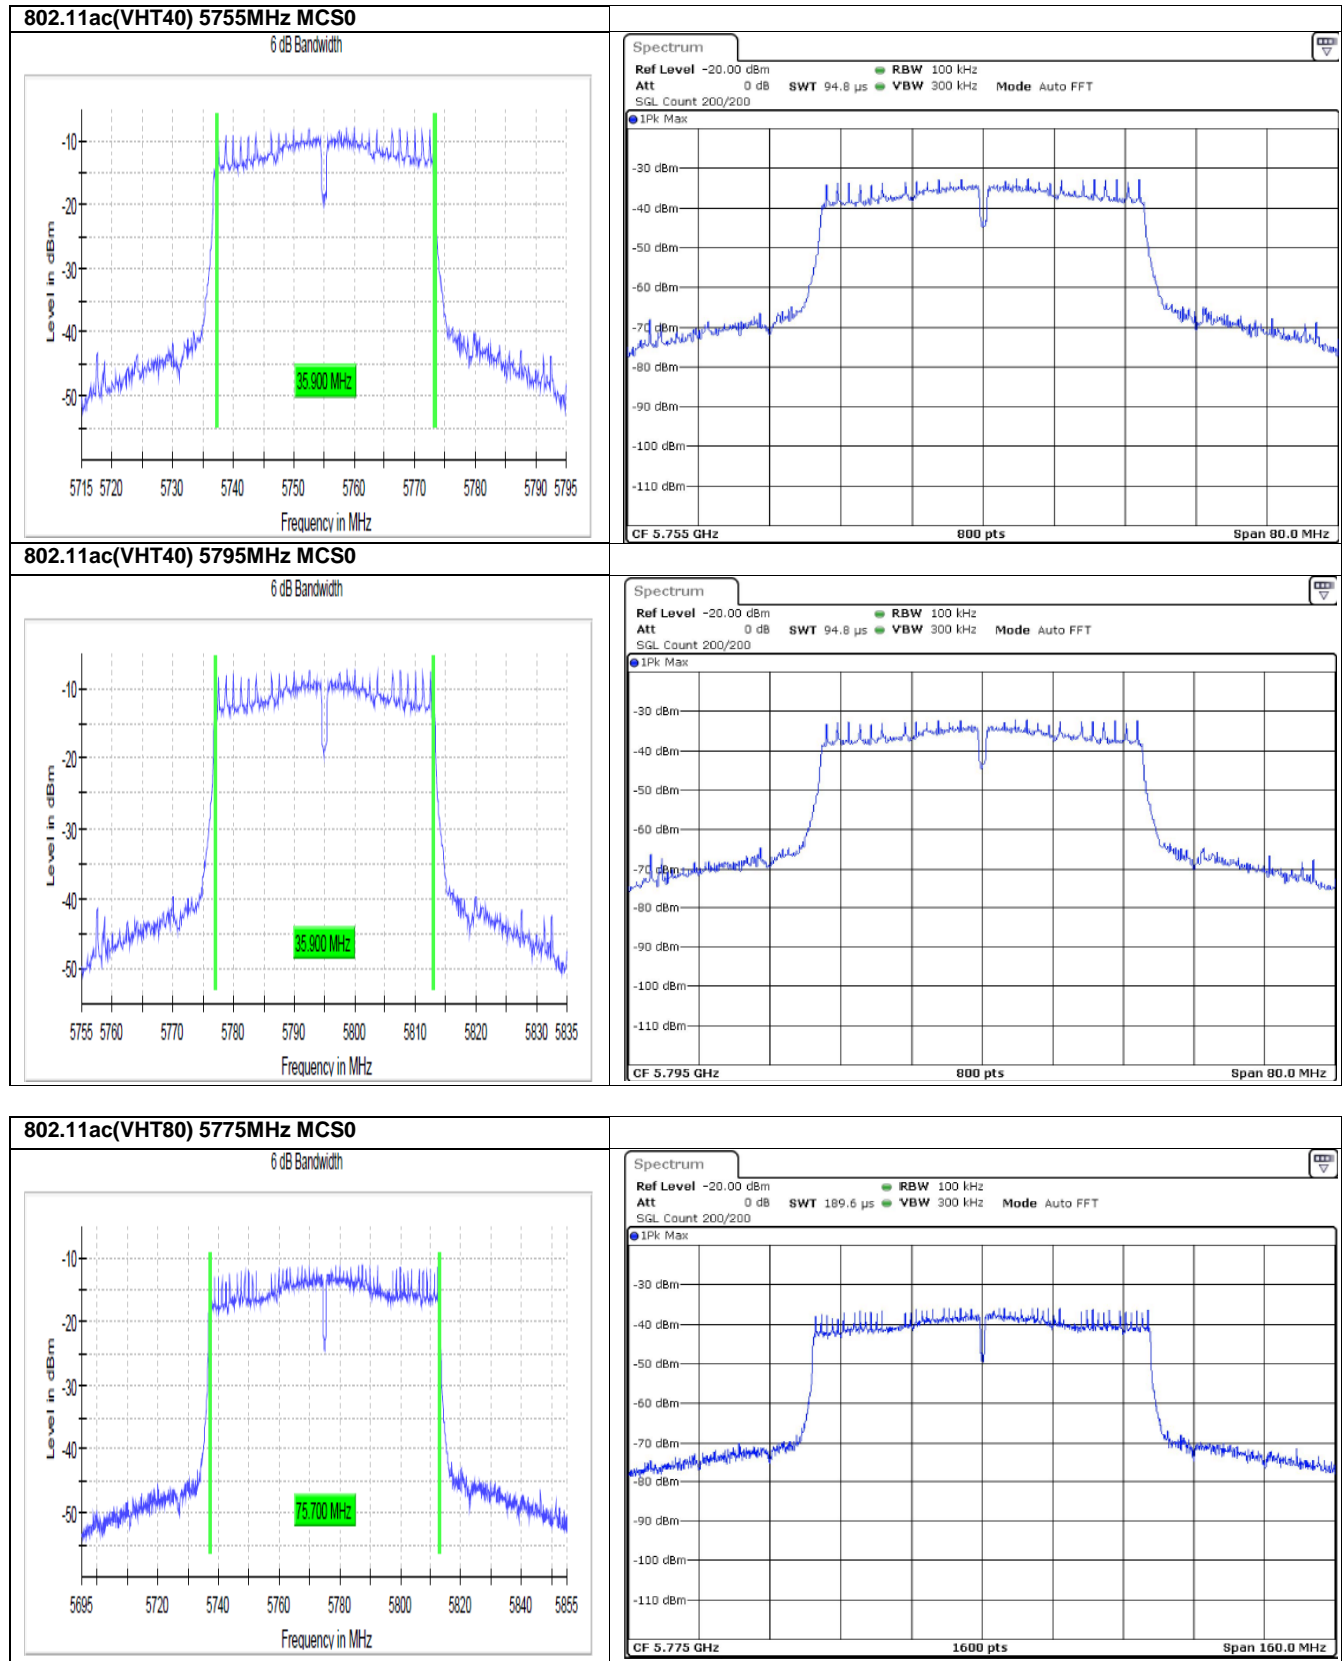 802.11ac(VHT40) 5755MHz MCS0
6 dB Bandwidth
Level in dBm
-10
-20
-30
-40
-50
35.900 MHz
5715 5720 5730 5740 5750 5760 5770 5780 5790 5795
Frequency in MHz
Spectrum
Ref Level -20.00 dBm RBW 100 kHz
Att 0 dB SWT 94.8 µs VBW 300 kHz Mode Auto FFT
SGL Count 200/200
1Pk Max
-30 dBm
-40 dBm
-50 dBm
-60 dBm
-70 dBm
-80 dBm
-90 dBm
-100 dBm
-110 dBm
CF 5.755 GHz 800 pts Span 80.0 MHz
802.11ac(VHT40) 5795MHz MCS0
6 dB Bandwidth
Level in dBm
-10
-20
-30
-40
-50
35.900 MHz
5755 5760 5770 5780 5790 5800 5810 5820 5830 5835
Frequency in MHz
Spectrum
Ref Level -20.00 dBm RBW 100 kHz
Att 0 dB SWT 94.8 µs VBW 300 kHz Mode Auto FFT
SGL Count 200/200
1Pk Max
-30 dBm
-40 dBm
-50 dBm
-60 dBm
-70 dBm
-80 dBm
-90 dBm
-100 dBm
-110 dBm
CF 5.795 GHz 800 pts Span 80.0 MHz
802.11ac(VHT80) 5775MHz MCS0
6 dB Bandwidth
Level in dBm
-10
-20
-30
-40
-50
75.700 MHz
5695 5720 5740 5760 5780 5800 5820 5840 5855
Frequency in MHz
Spectrum
Ref Level -20.00 dBm RBW 100 kHz
Att 0 dB SWT 189.6 µs VBW 300 kHz Mode Auto FFT
SGL Count 200/200
1Pk Max
-30 dBm
-40 dBm
-50 dBm
-60 dBm
-70 dBm
-80 dBm
-90 dBm
-100 dBm
-110 dBm
CF 5.775 GHz 1600 pts Span 160.0 MHz